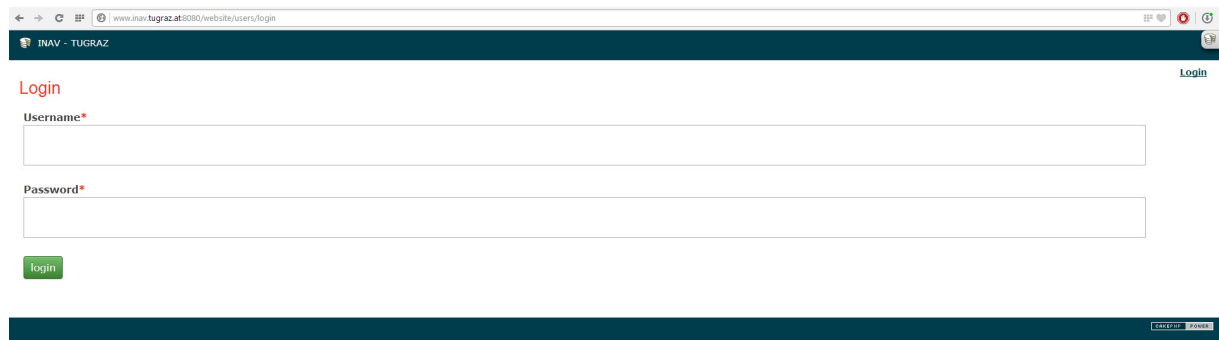 www.inav.tugraz.at:8080/website/users/login
INAV - TUGRAZ
Login
Login
Username*
Password*
login
CAKEPHP POWER